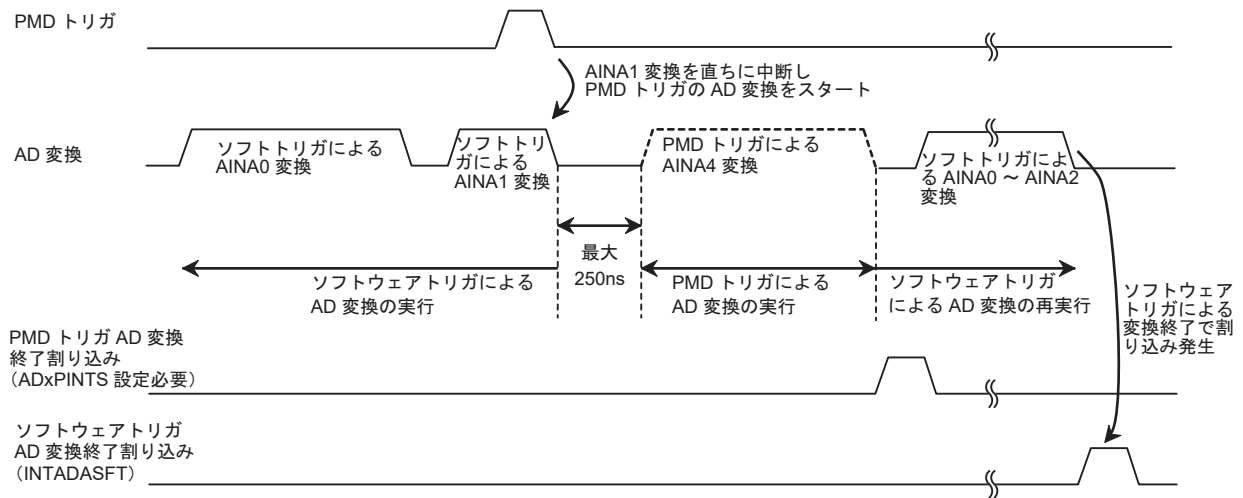 PMD トリガ
AINA1 変換を直ちに中断し
PMD トリガの AD 変換をスタート
AD 変換
ソフトトリガによる
AINA0 変換
ソフトトリ
ガによる
AINA1 変換
PMD トリガによる
AINA4 変換
ソフトトリガによ
る AINA0 ～ AINA2
変換
最大
250ns
ソフトウェアトリガによる
AD 変換の実行
PMD トリガによる
AD 変換の実行
ソフトウェアトリガ
による AD 変換の再実行
ソフトウェア
トリガによる
変換終了で割
り込み発生
PMD トリガ AD 変換
終了割り込み
（ADxPINTS 設定必要）
ソフトウェアトリガ
AD 変換終了割り込み
（INTADASFT）